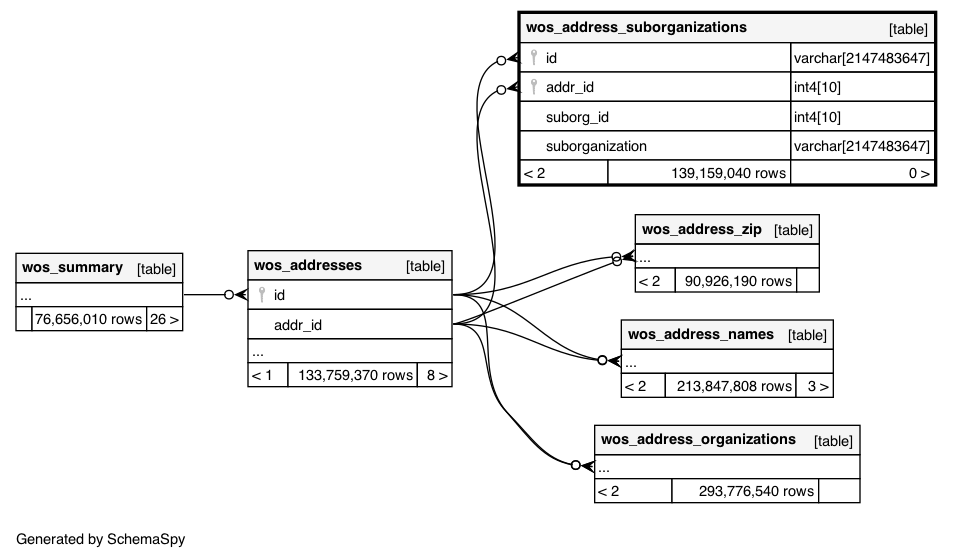 wos_address_suborganizations [table]
id varchar[2147483647]
addr_id int4[10]
suborg_id int4[10]
suborganization varchar[2147483647]
< 2 139,159,040 rows 0 >
wos_address_zip [table]
...
< 2 90,926,190 rows
wos_summary [table]
...
76,656,010 rows 26 >
wos_addresses [table]
id
addr_id
...
< 1 133,759,370 rows 8 >
wos_address_names [table]
...
< 2 213,847,808 rows 3 >
wos_address_organizations [table]
...
< 2 293,776,540 rows
Generated by SchemaSpy